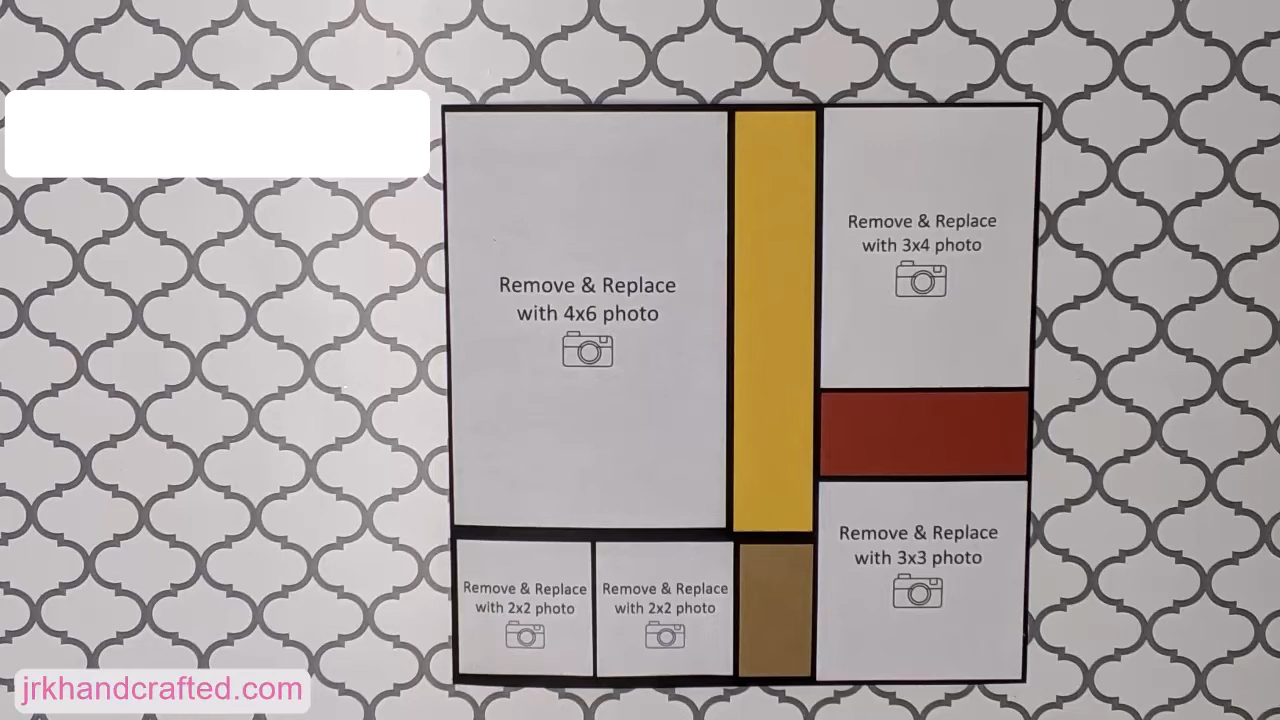 Remove & Replace
with 4x6 photo
Remove & Replace
with 3x4 photo
Remove & Replace
with 3x3 photo
Remove & Replace
with 2x2 photo
Remove & Replace
with 2x2 photo
jrkhandcrafted.com